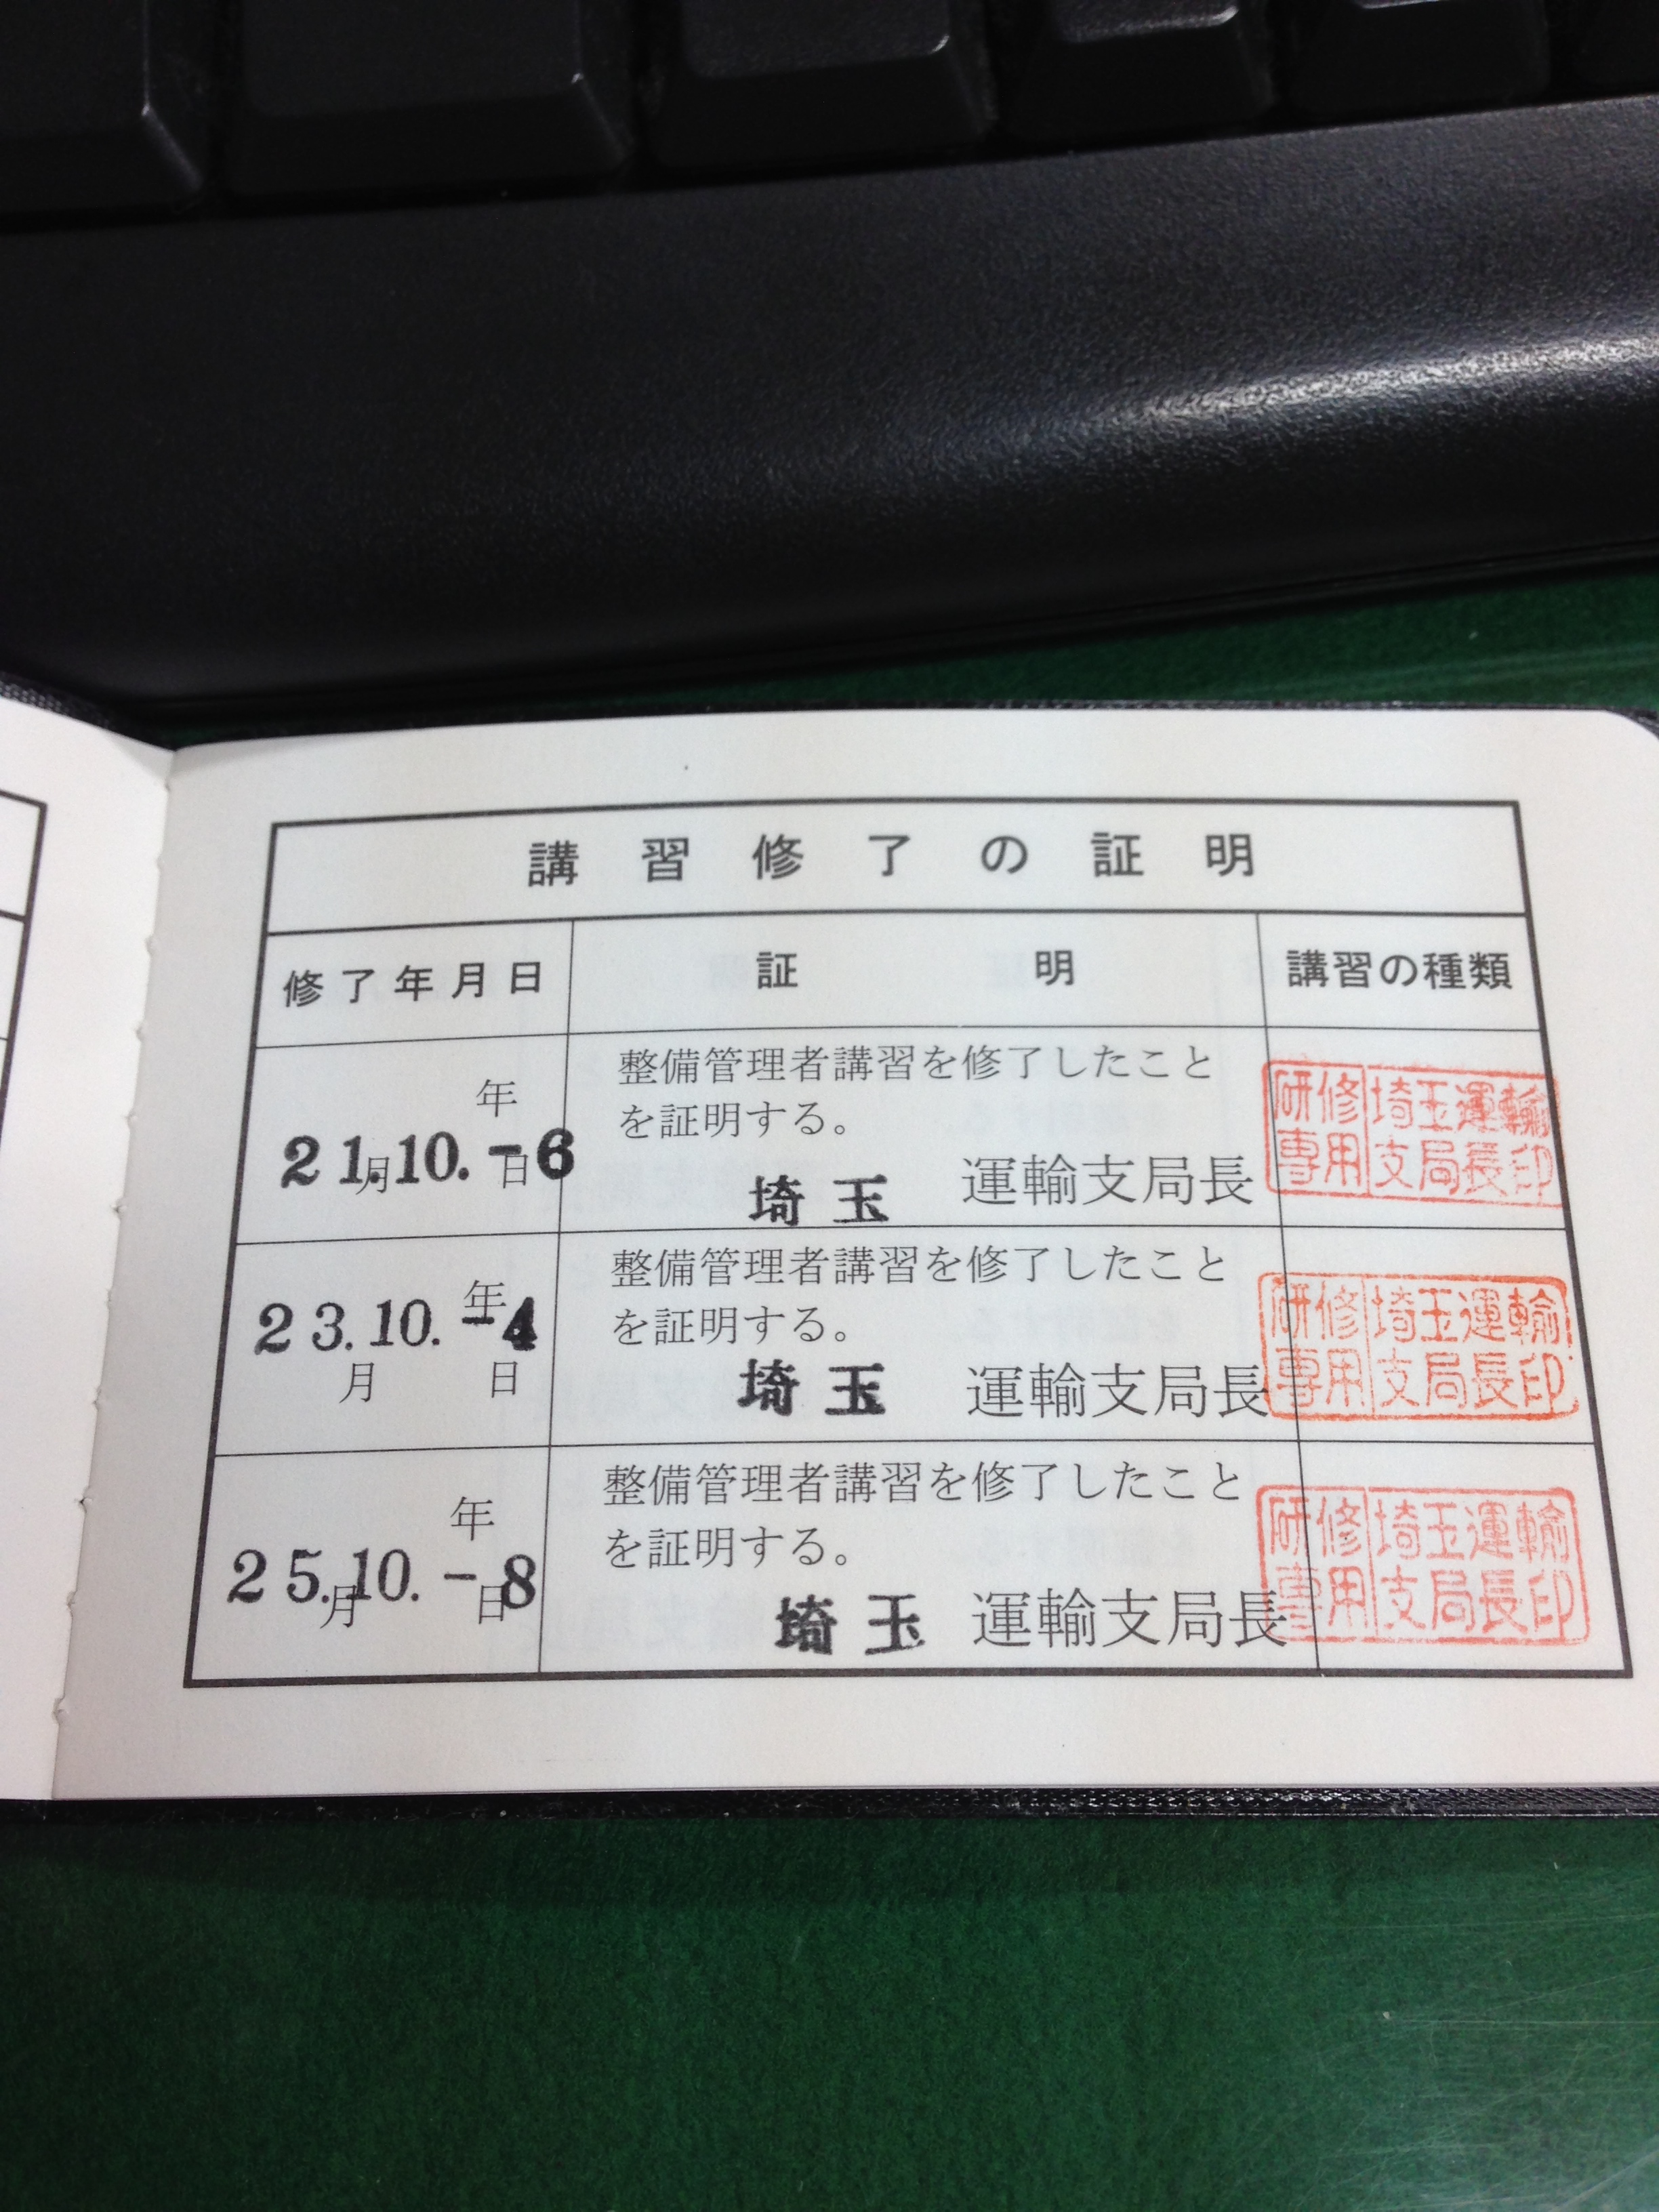 講習修了の証明
修了年月日 証明 講習の種類
年
21.10.-6
月 日
整備管理者講習を修了したこと
を証明する。
埼玉 運輸支局長
研修専用 埼玉運輸支局長印
年
23.10.-4
月 日
整備管理者講習を修了したこと
を証明する。
埼玉 運輸支局長
研修専用 埼玉運輸支局長印
年
25.10.-8
月 日
整備管理者講習を修了したこと
を証明する。
埼玉 運輸支局長
研修専用 埼玉運輸支局長印